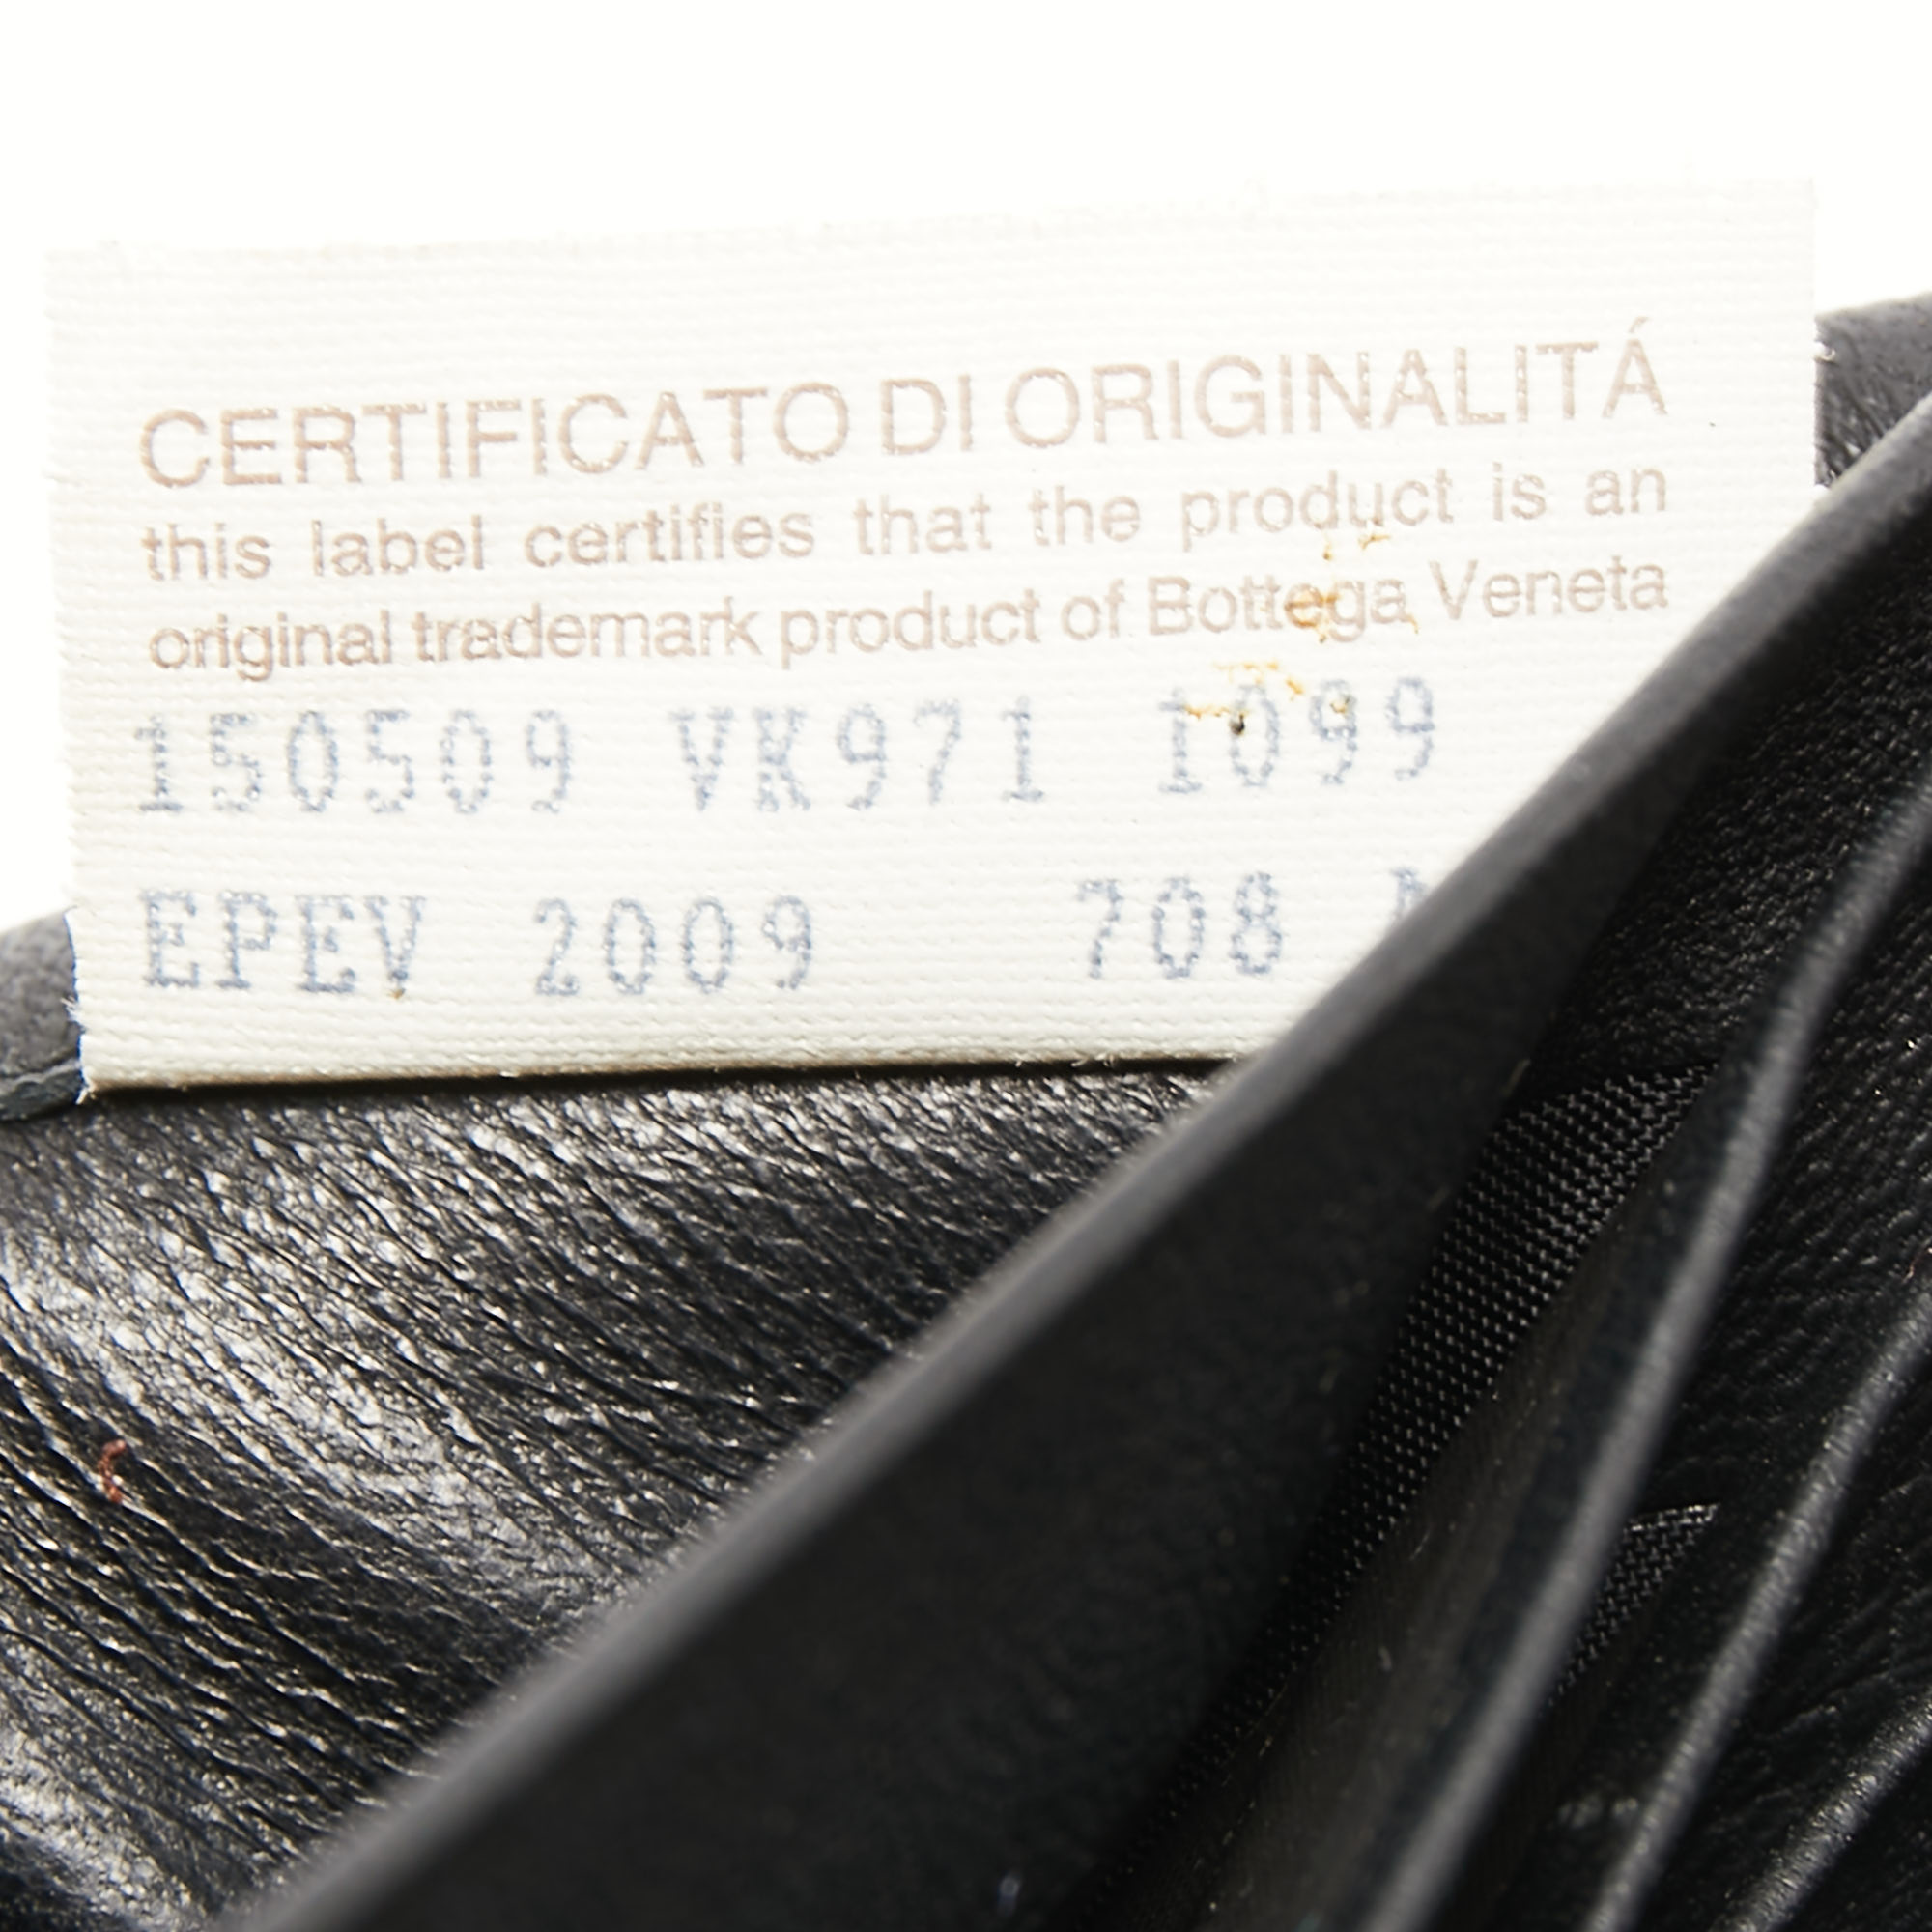 CERTIFICATO DI ORIGINALITÁ
this label certifies that the product is an
original trademark product of Bottega Veneta
150509 VK971 1099
EPEV 2009 708